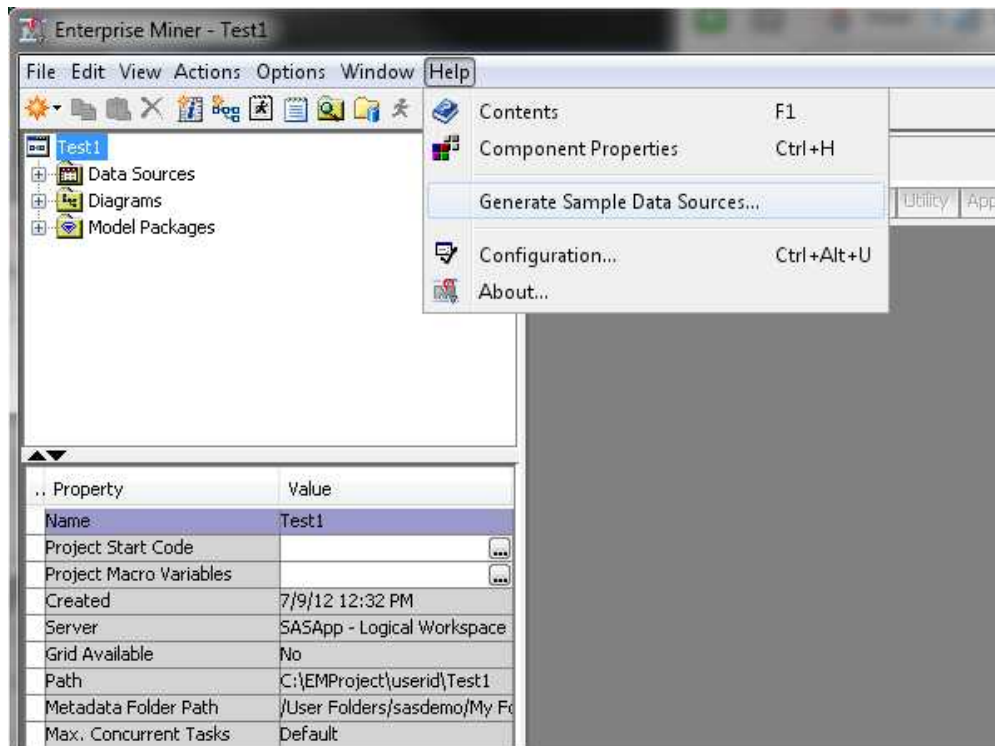 Enterprise Miner - Test1
File Edit View Actions Options Window Help
Contents F1
Component Properties Ctrl+H
Generate Sample Data Sources...
Configuration... Ctrl+Alt+U
About...
Utility
Test1
Data Sources
Diagrams
Model Packages
.. Property Value
Name Test1
Project Start Code ...
Project Macro Variables ...
Created 7/9/12 12:32 PM
Server SASApp - Logical Workspace
Grid Available No
Path C:\EMProject\userid\Test1
Metadata Folder Path /User Folders/sasdemo/My
Max. Concurrent Tasks Default